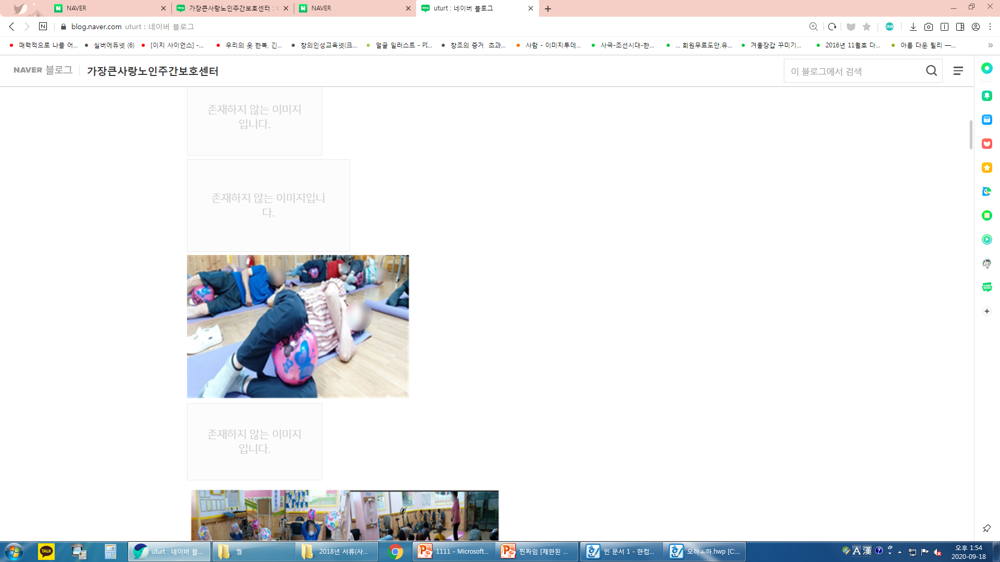 NAVER
가장큰사랑노인주간보호센터 :
NAVER
uturt : 네이버 블로그
blog.naver.com uturt : 네이버 블로그
매력적으로 나를 어...
실버에듀넷 (6)
[이지 사이언스] -...
우리의 옷 한복, 긴...
창의인성교육넷(크...
얼굴 일러스트 - PI...
창조의 증거 초과...
사람 - 이미지투데...
사극-조선시대-한...
... 회원무료도안,유...
겨울장갑 꾸미기...
2016년 11월호 다...
아름 다운 릴리 —...
NAVER 블로그
가장큰사랑노인주간보호센터
이 블로그에서 검색
존재하지 않는 이미지
입니다.
존재하지 않는 이미지입니
다.
존재하지 않는 이미지
입니다.
TALK
uturt : 네이버 블...
꿩
2018년 서류(사...
1111 - Microsoft...
찐짜임 [제한된 ...
빈 문서 1 - 한컴...
오하ㅗ하.hwp [C:...
A 漢
오후 1:54
2020-09-18